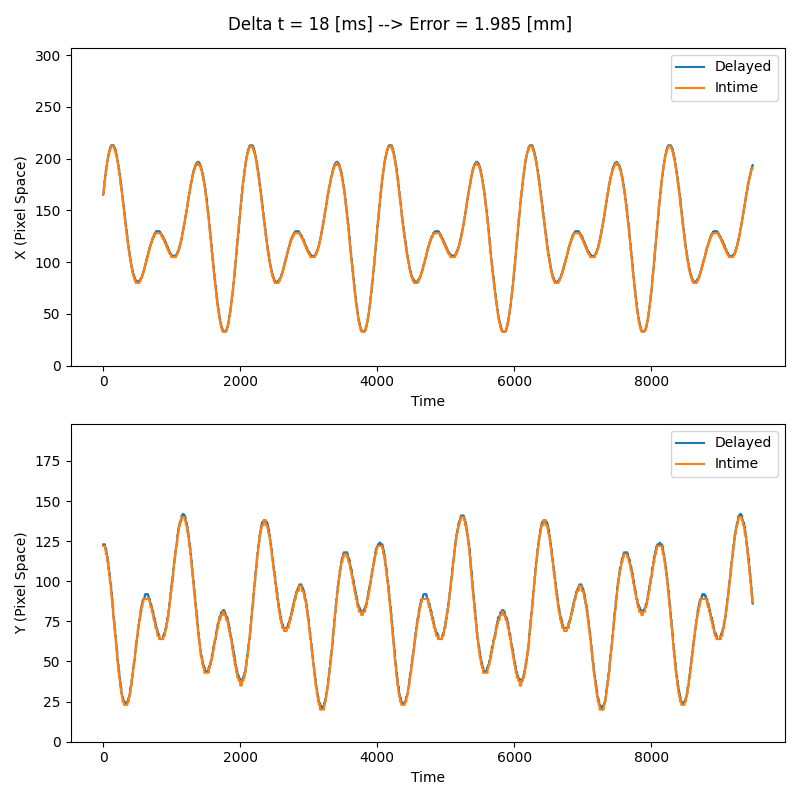 Delta t = 18 [ms] --> Error = 1.985 [mm]
300
250
200
150
100
50
0
X (Pixel Space)
Delayed
Intime
0 2000 4000 6000 8000
Time
175
150
125
100
75
50
25
0
Y (Pixel Space)
Delayed
Intime
0 2000 4000 6000 8000
Time